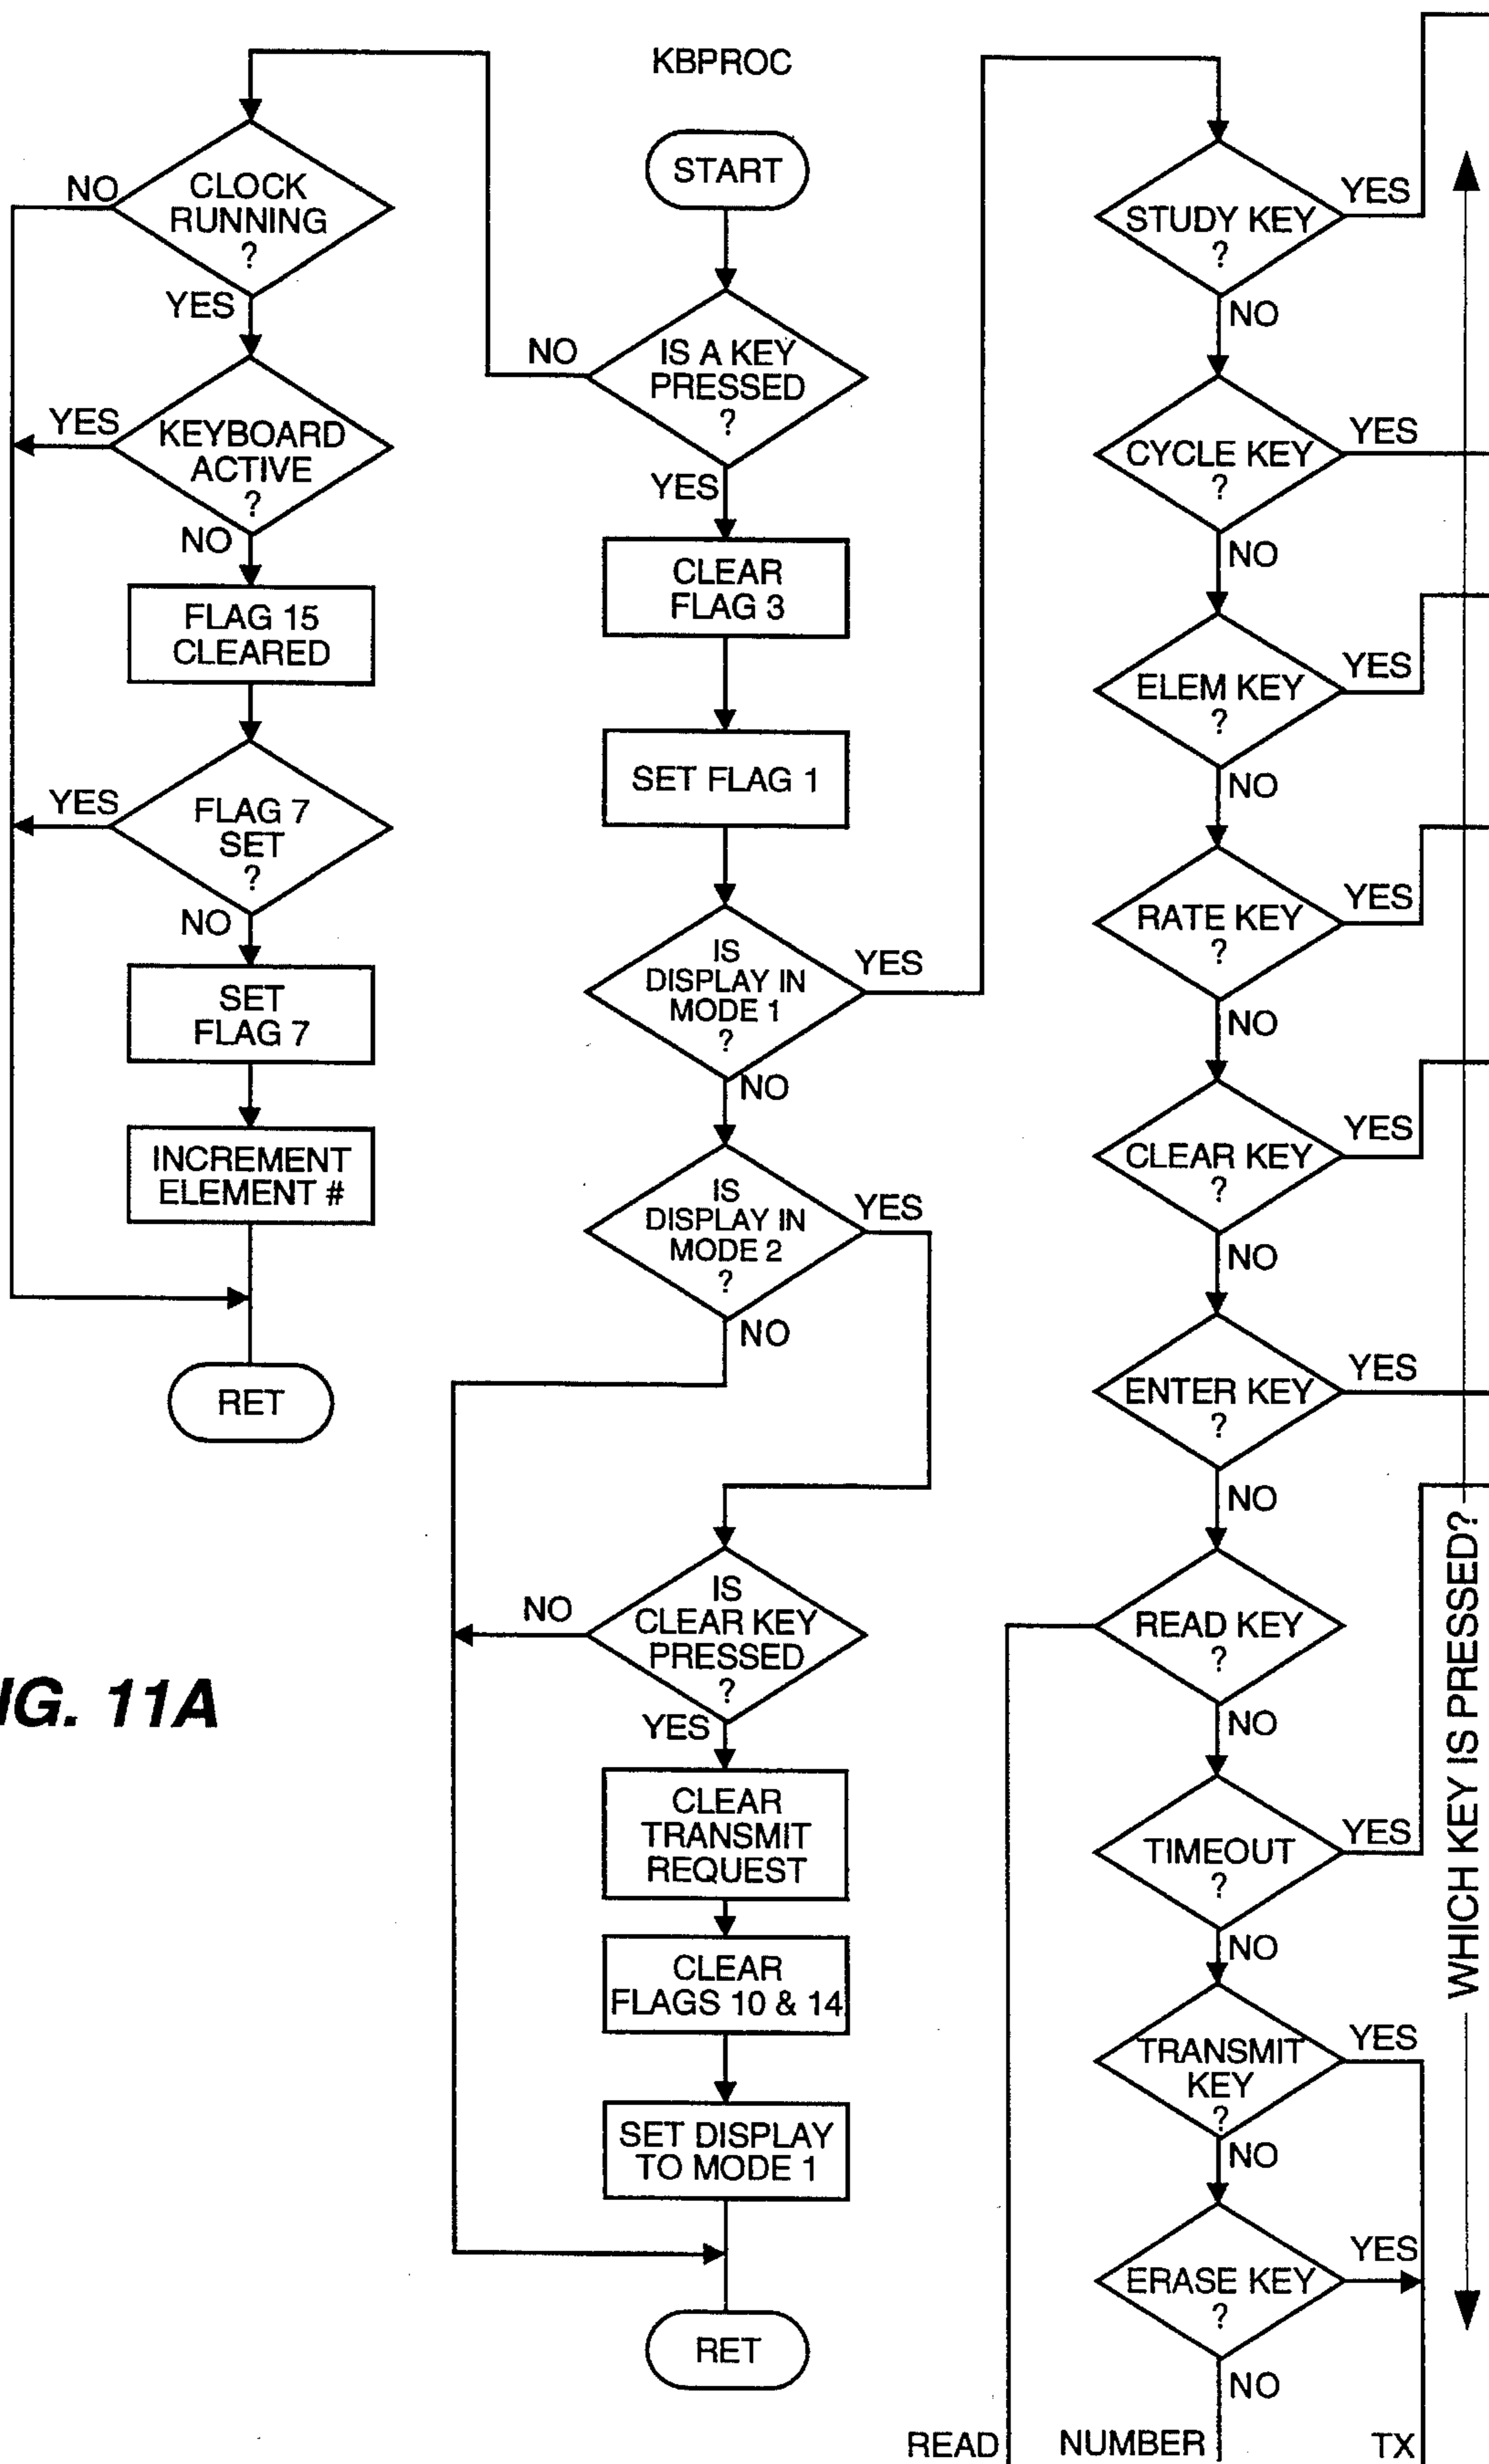 KBPROC
START
IS A KEY
PRESSED
?
NO
YES
CLEAR
FLAG 3
SET FLAG 1
IS
DISPLAY IN
MODE 1
?
YES
NO
IS
DISPLAY IN
MODE 2
?
YES
NO
IS
CLEAR KEY
PRESSED
?
NO
YES
CLEAR
TRANSMIT
REQUEST
CLEAR
FLAGS 10 & 14
SET DISPLAY
TO MODE 1
RET
CLOCK
RUNNING
?
NO
YES
KEYBOARD
ACTIVE
?
YES
NO
FLAG 15
CLEARED
FLAG 7
SET
?
YES
NO
SET
FLAG 7
INCREMENT
ELEMENT #
RET
STUDY KEY
?
YES
NO
CYCLE KEY
?
YES
NO
ELEM KEY
?
YES
NO
RATE KEY
?
YES
NO
CLEAR KEY
?
YES
NO
ENTER KEY
?
YES
NO
READ KEY
?
NO
TIMEOUT
?
YES
NO
TRANSMIT
KEY
?
YES
NO
ERASE KEY
?
YES
NO
READ
NUMBER
TX
WHICH KEY IS PRESSED?
IG. 11A